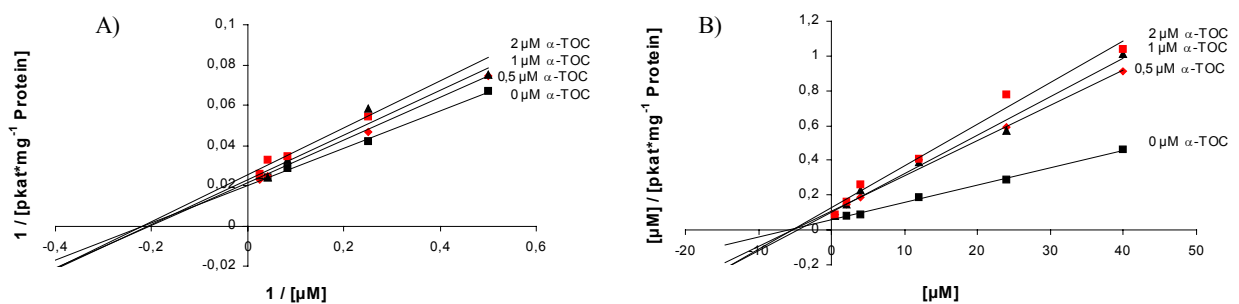 A)
1 / [pkat*mg⁻¹ Protein]
0,1
0,08
0,06
0,04
0,02
0
-0,02
-0,4
-0,2
0
0,2
0,4
0,6
1 / [µM]
2 µM α-TOC
1 µM α-TOC
0,5 µM α-TOC
0 µM α-TOC
B)
[µM] / [pkat*mg⁻¹ Protein]
1,2
1
0,8
0,6
0,4
0,2
0
-0,2
-20
-10
0
10
20
30
40
50
[µM]
2 µM α-TOC
1 µM α-TOC
0,5 µM α-TOC
0 µM α-TOC